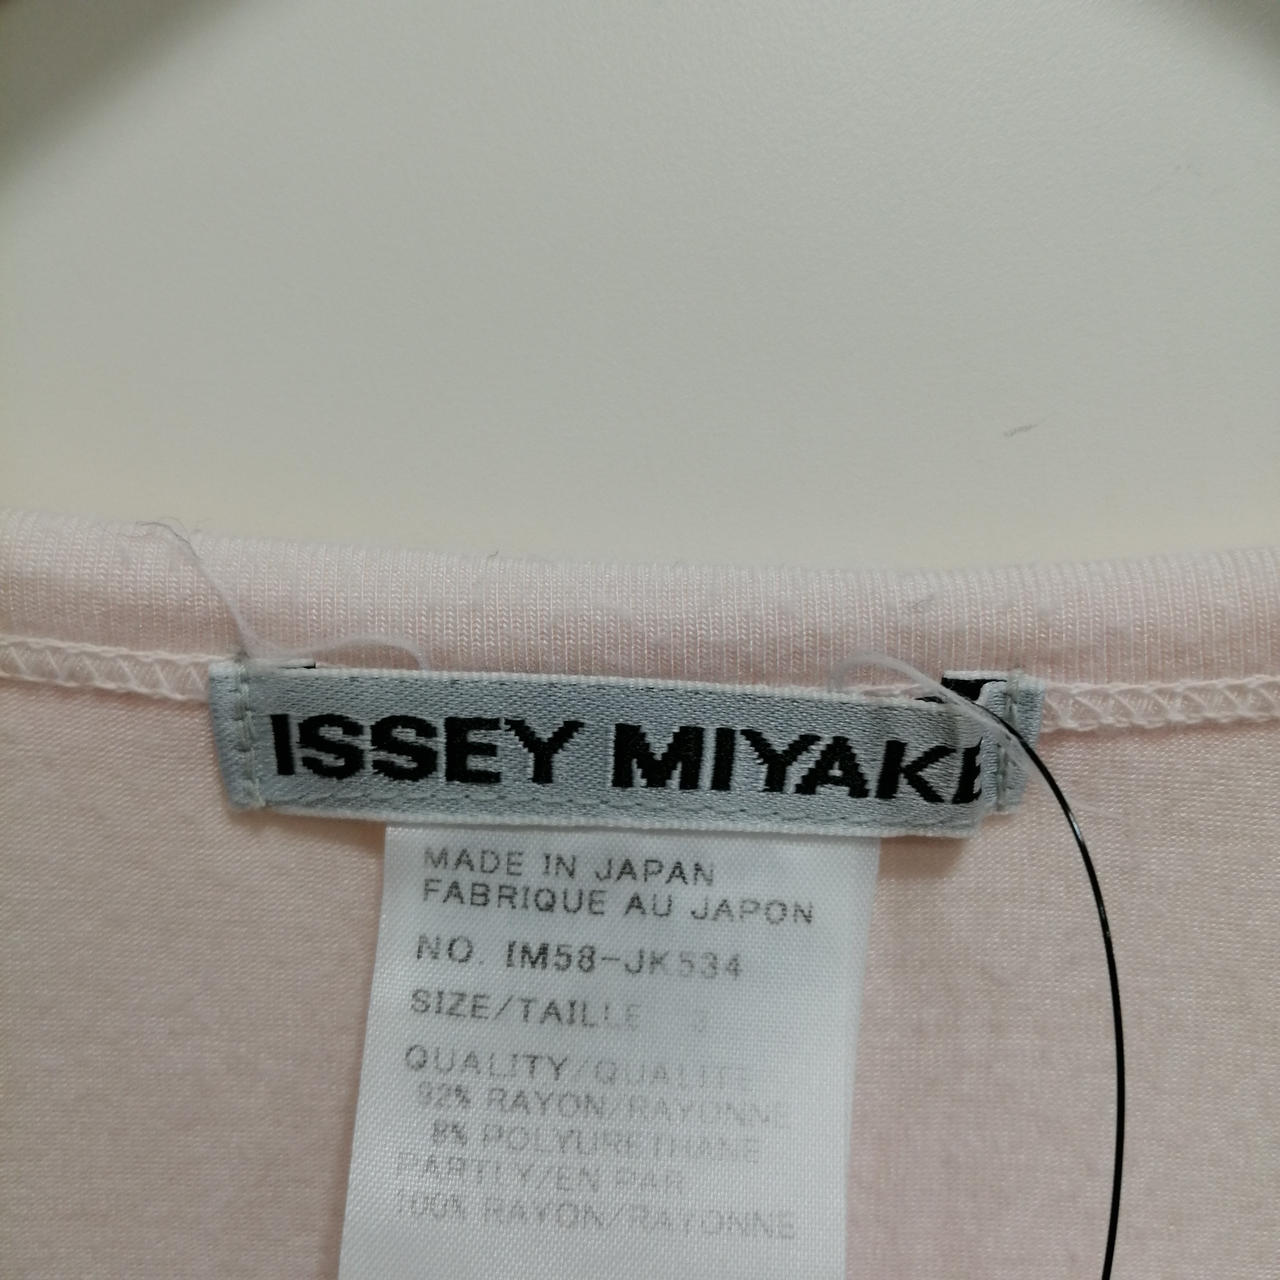 ISSEY MIYAKE
MADE IN JAPAN
FABRIQUE AU JAPON
NO. IM58-JK534
SIZE/TAILLE 3
QUALITY/QUALITE
92% RAYON/RAYONNE
8% POLYURETHANE
PARTLY/EN PAR
100% RAYON/RAYONNE